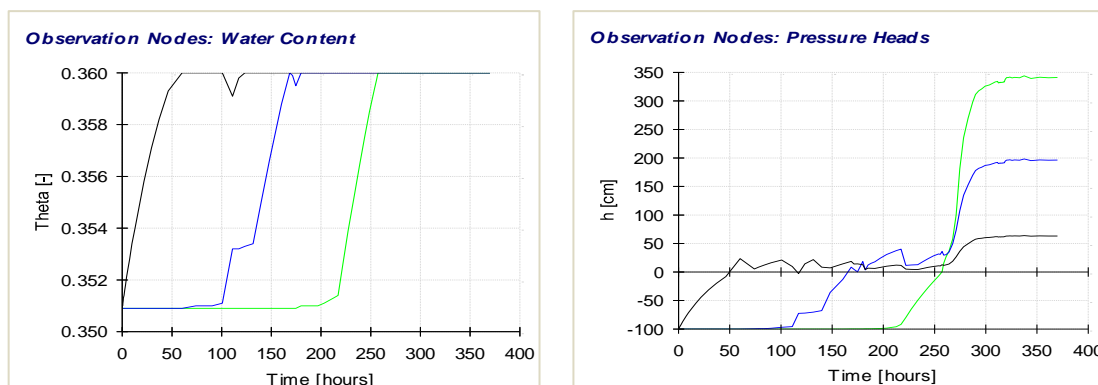 Observation Nodes: Water Content
0.360
0.358
0.356
0.354
0.352
0.350
Theta [-]
0 50 100 150 200 250 300 350 400
Time [hours]
Observation Nodes: Pressure Heads
350
300
250
200
150
100
50
0
-50
-100
h [cm]
0 50 100 150 200 250 300 350 400
Time [hours]